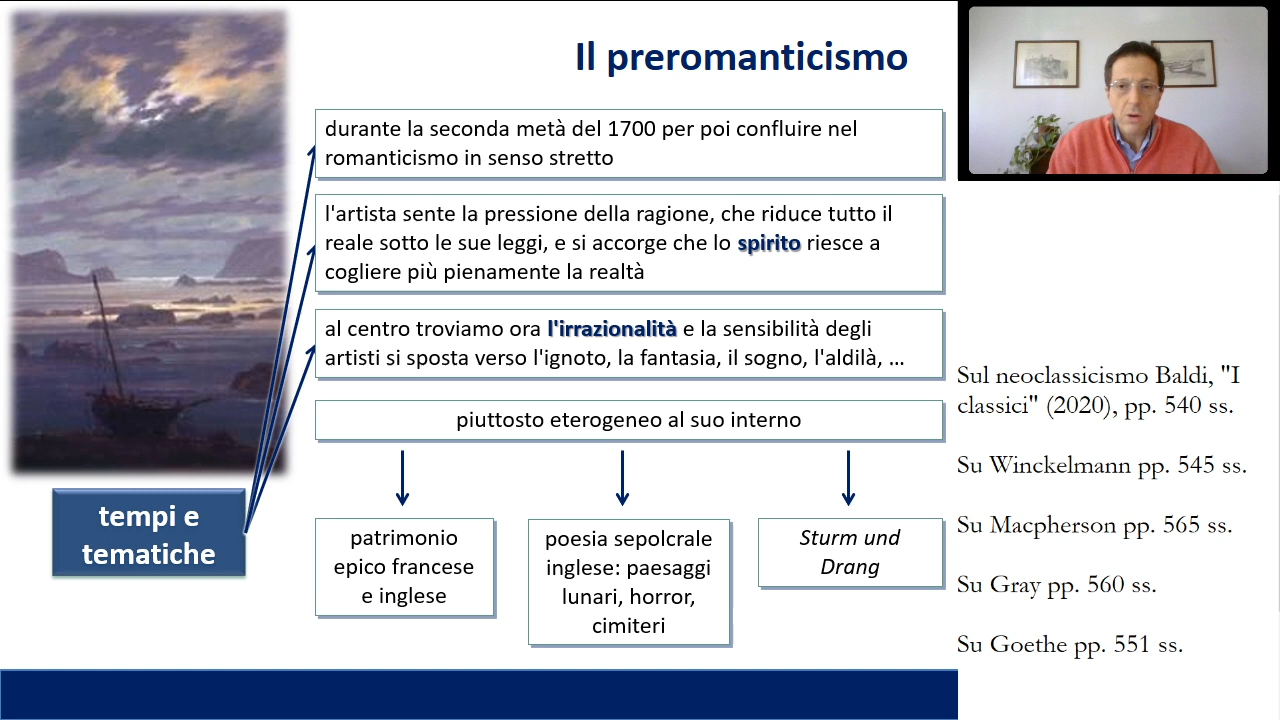 Il preromanticismo
durante la seconda metà del 1700 per poi confluire nel
romanticismo in senso stretto
l'artista sente la pressione della ragione, che riduce tutto il
reale sotto le sue leggi, e si accorge che lo spirito riesce a
cogliere più pienamente la realtà
al centro troviamo ora l'irrazionalità e la sensibilità degli
artisti si sposta verso l'ignoto, la fantasia, il sogno, l'aldilà, ...
piuttosto eterogeneo al suo interno
tempi e
tematiche
patrimonio
epico francese
e inglese
poesia sepolcrale
inglese: paesaggi
lunari, horror,
cimiteri
Sturm und
Drang
Sul neoclassicismo Baldi, "I
classici" (2020), pp. 540 ss.
Su Winckelmann pp. 545 ss.
Su Macpherson pp. 565 ss.
Su Gray pp. 560 ss.
Su Goethe pp. 551 ss.